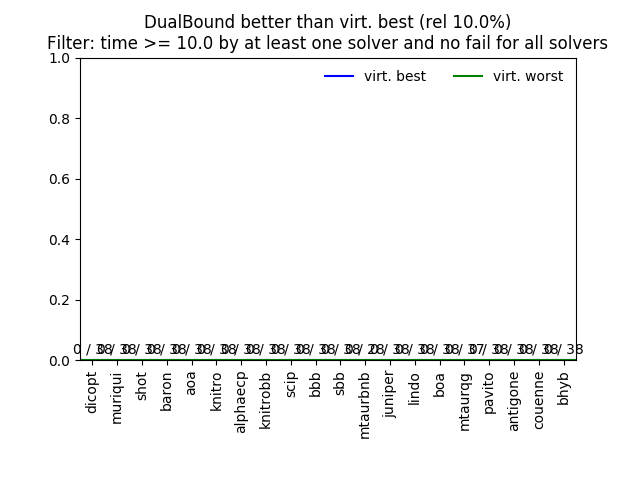 DualBound better than virt. best (rel 10.0%)
Filter: time >= 10.0 by at least one solver and no fail for all solvers
virt. best
virt. worst
1.0
0.8
0.6
0.4
0.2
0.0
dicopt
muriqui
shot
baron
aoa
knitro
alphaecp
knitrobb
scip
bbb
sbb
mtaurbnb
juniper
lindo
boa
mtaurqg
pavito
antigone
couenne
bhyb